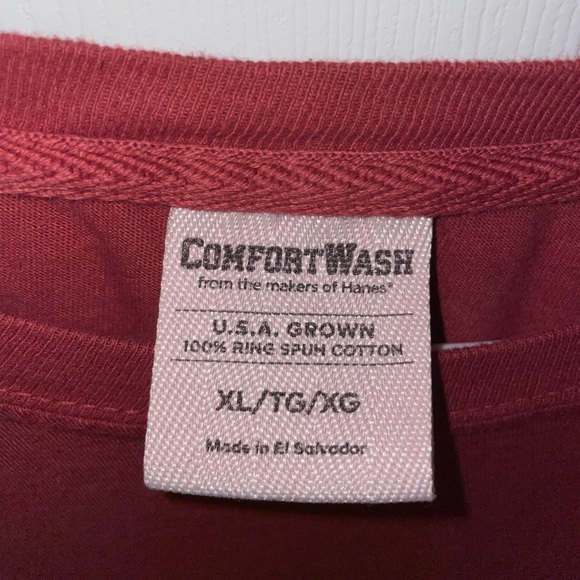 COMFORTWASH
from the makers of Hanes®
U.S.A. GROWN
100% RING SPUN COTTON
XL/TG/XG
Made in El Salvador